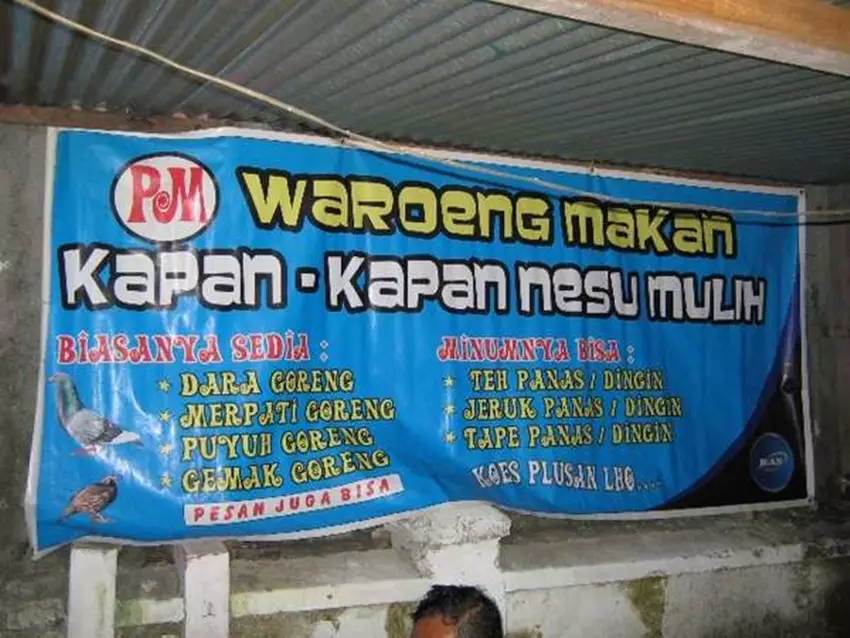 PM
WAROENG MAKAN
KAPAN - KAPAN NESU MULIH
BIASANYA SEDIA :
* DARA GORENG
* MERPATI GORENG
* PUYUH GORENG
* GEMAK GORENG
PESAN JUGA BISA
MINUMNYA BISA :
* TEH PANAS / DINGIN
* JERUK PANAS / DINGIN
* TAPE PANAS / DINGIN
KOES PLUSAN LHO....